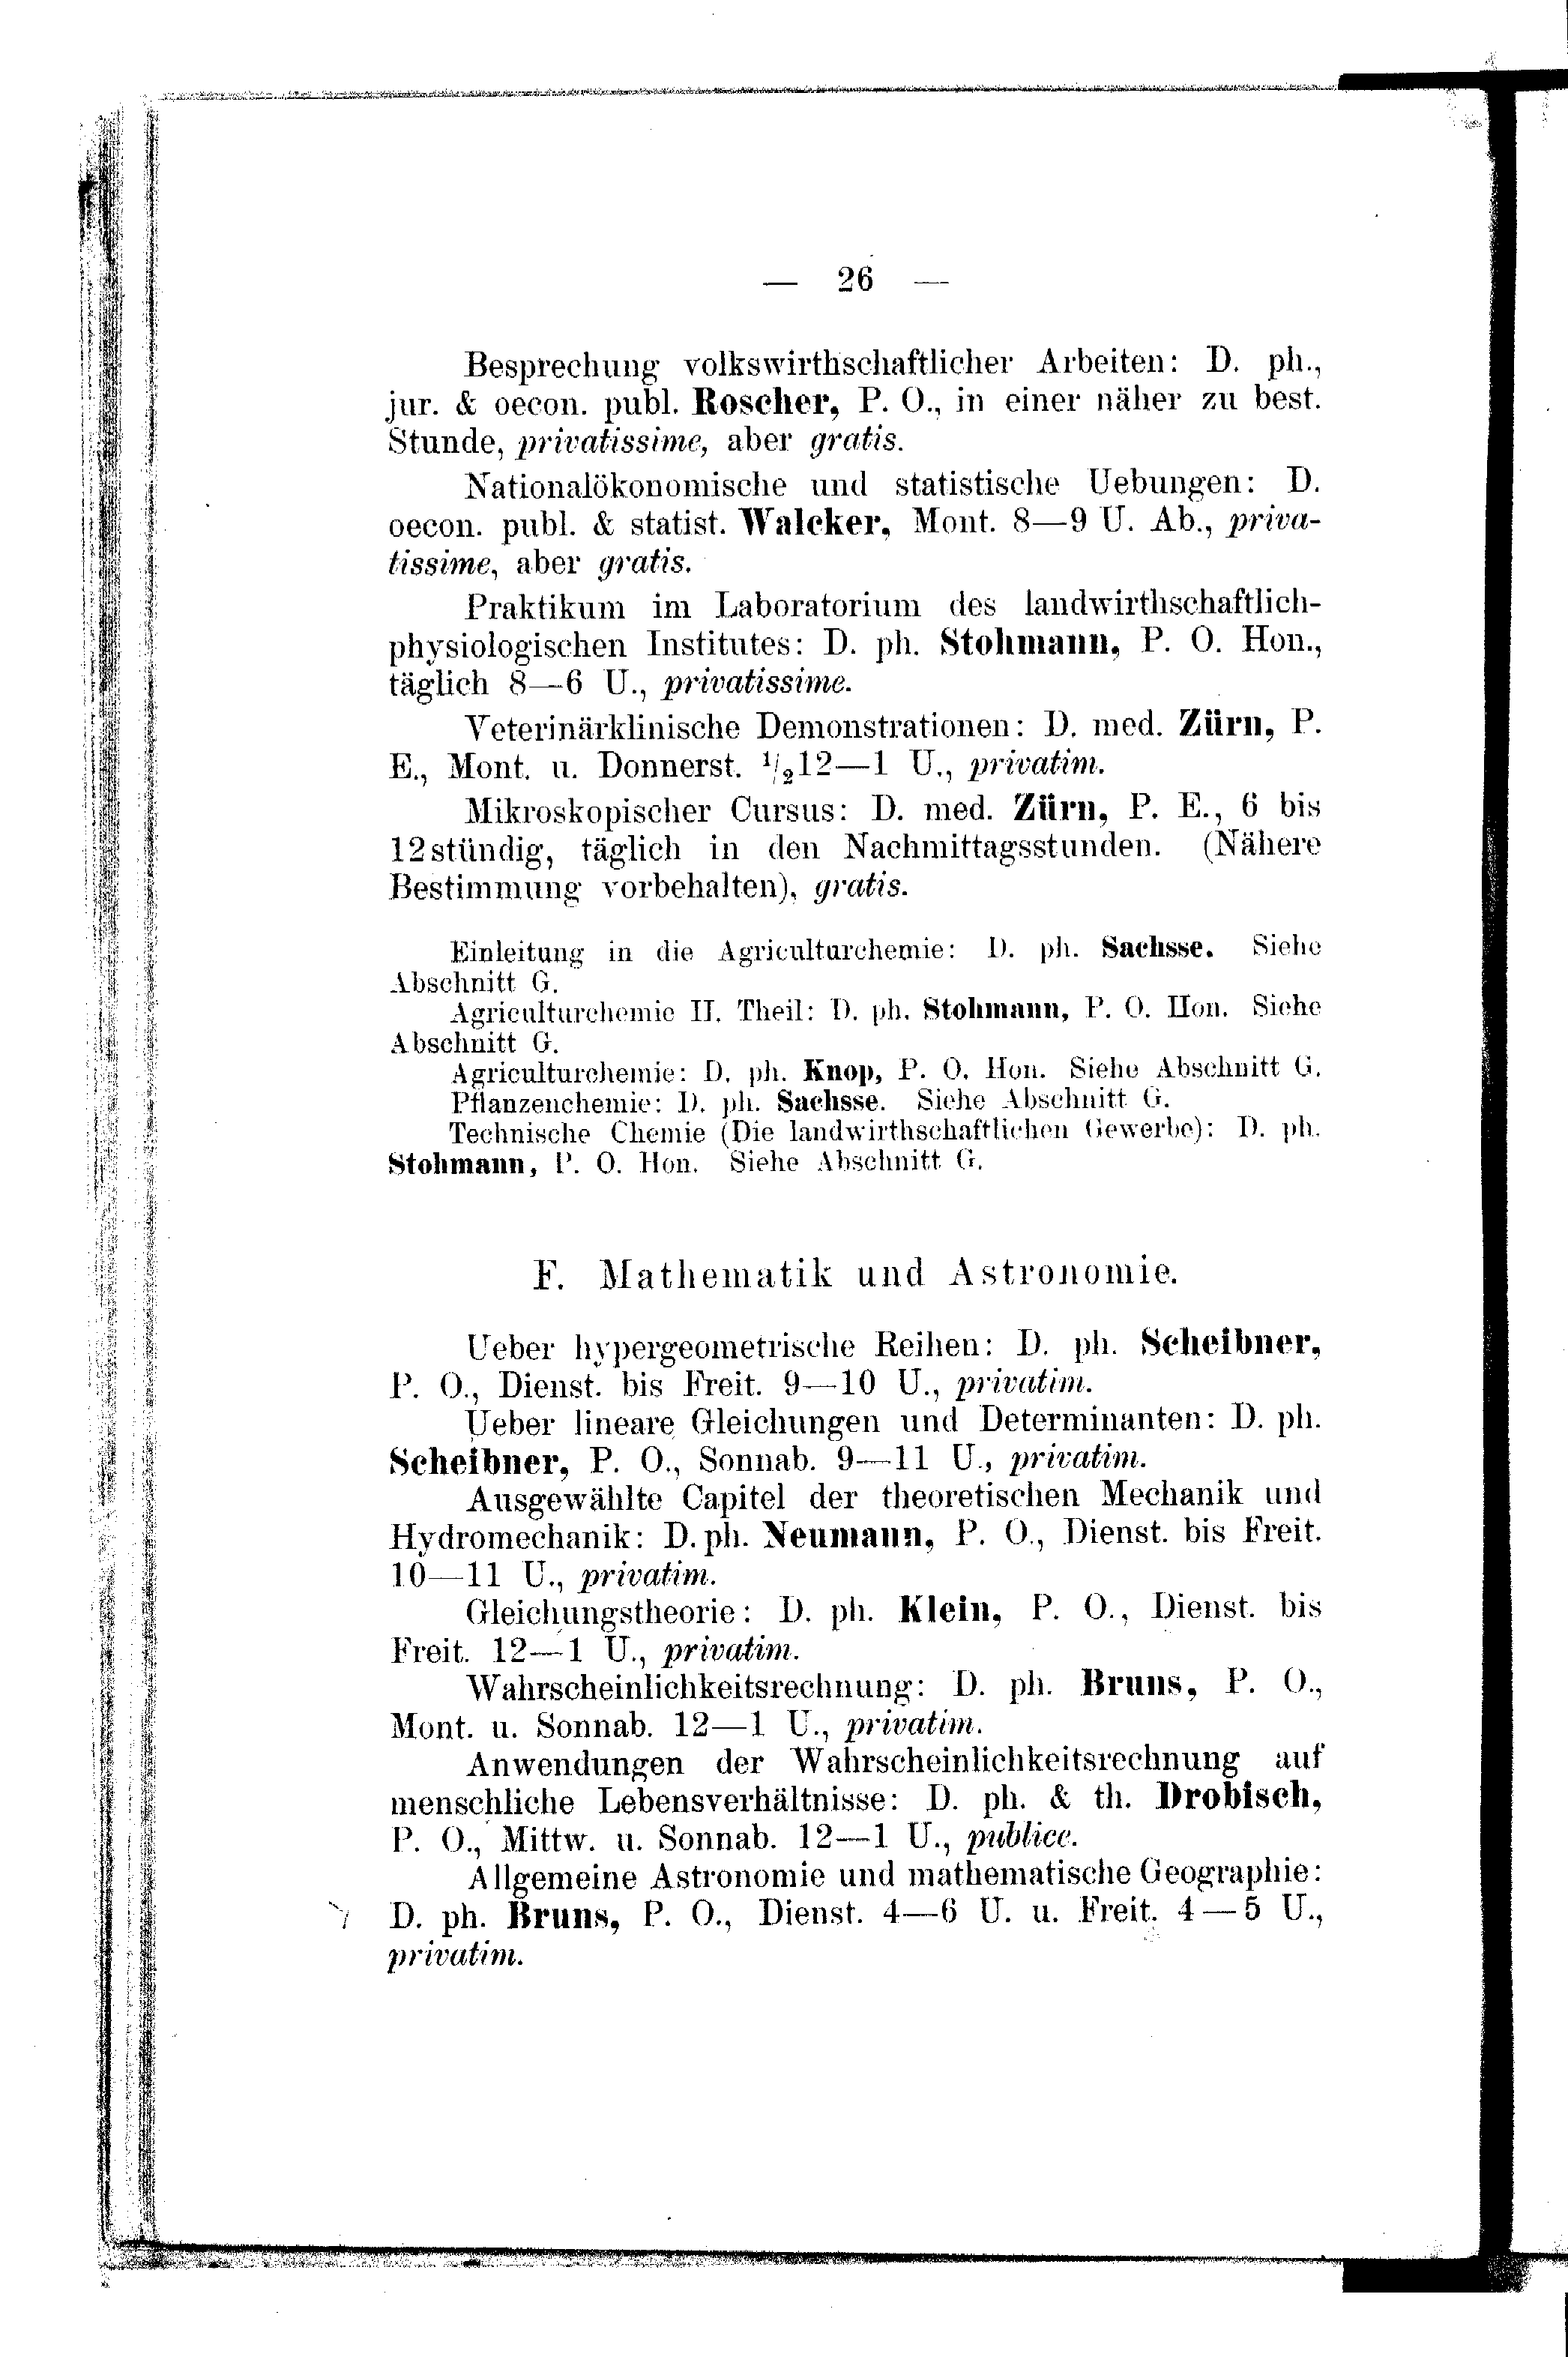 — 26 —
Besprechung volkswirthschaftlicher Arbeiten: D. ph.,
jur. & oecon. publ. Roscher, P. O., in einer näher zu best.
Stunde, privatissime, aber gratis.
Nationalökonomische und statistische Uebungen: D.
oecon. publ. & statist. Walcker, Mont. 8—9 U. Ab., priva-
tissime, aber gratis.
Praktikum im Laboratorium des landwirthschaftlich-
physiologischen Institutes: D. ph. Stohmann, P. O. Hon.,
täglich 8—6 U., privatissime.
Veterinärklinische Demonstrationen: D. med. Zürn, P.
E., Mont. u. Donnerst. 1/212—1 U., privatim.
Mikroskopischer Cursus: D. med. Zürn, P. E., 6 bis
12stündig, täglich in den Nachmittagsstunden. (Nähere
Bestimmung vorbehalten), gratis.
Einleitung in die Agriculturchemie: D. ph. Sachsse. Siehe
Abschnitt G.
Agriculturchemie II. Theil: D. ph. Stohmann, P. O. Hon. Siehe
Abschnitt G.
Agriculturchemie: D. ph. Knop, P. O. Hon. Siehe Abschnitt G.
Pflanzenchemie: D. ph. Sachsse. Siehe Abschnitt G.
Technische Chemie (Die landwirthschaftlichen Gewerbe): D. ph.
Stohmann, P. O. Hon. Siehe Abschnitt G.
F. Mathematik und Astronomie.
Ueber hypergeometrische Reihen: D. ph. Scheibner,
P. O., Dienst. bis Freit. 9—10 U., privatim.
Ueber lineare Gleichungen und Determinanten: D. ph.
Scheibner, P. O., Sonnab. 9—11 U., privatim.
Ausgewählte Capitel der theoretischen Mechanik und
Hydromechanik: D. ph. Neumann, P. O., Dienst. bis Freit.
10—11 U., privatim.
Gleichungstheorie: D. ph. Klein, P. O., Dienst. bis
Freit. 12—1 U., privatim.
Wahrscheinlichkeitsrechnung: D. ph. Bruns, P. O.,
Mont. u. Sonnab. 12—1 U., privatim.
Anwendungen der Wahrscheinlichkeitsrechnung auf
menschliche Lebensverhältnisse: D. ph. & th. Drobisch,
P. O., Mittw. u. Sonnab. 12—1 U., publice.
Allgemeine Astronomie und mathematische Geographie:
D. ph. Bruns, P. O., Dienst. 4—6 U. u. Freit. 4—5 U.,
privatim.